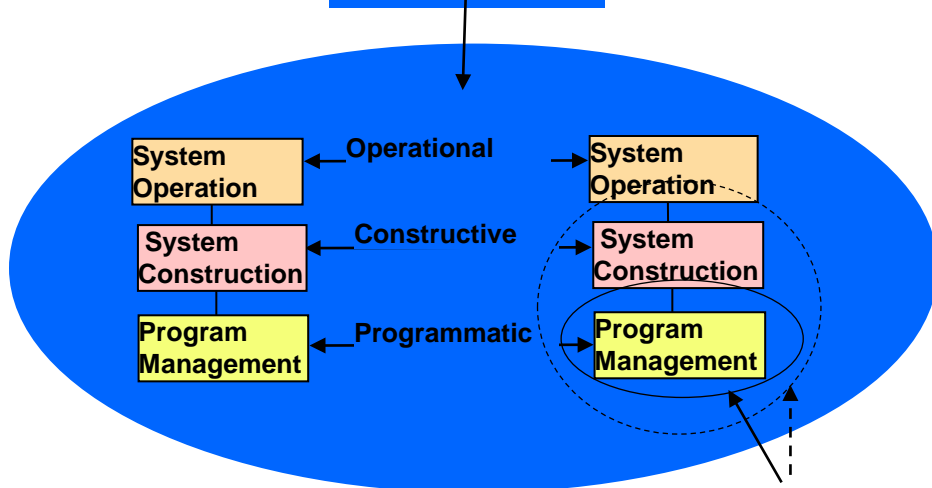 System
Operation
Operational
System
Operation
System
Construction
Constructive
System
Construction
Program
Management
Programmatic
Program
Management